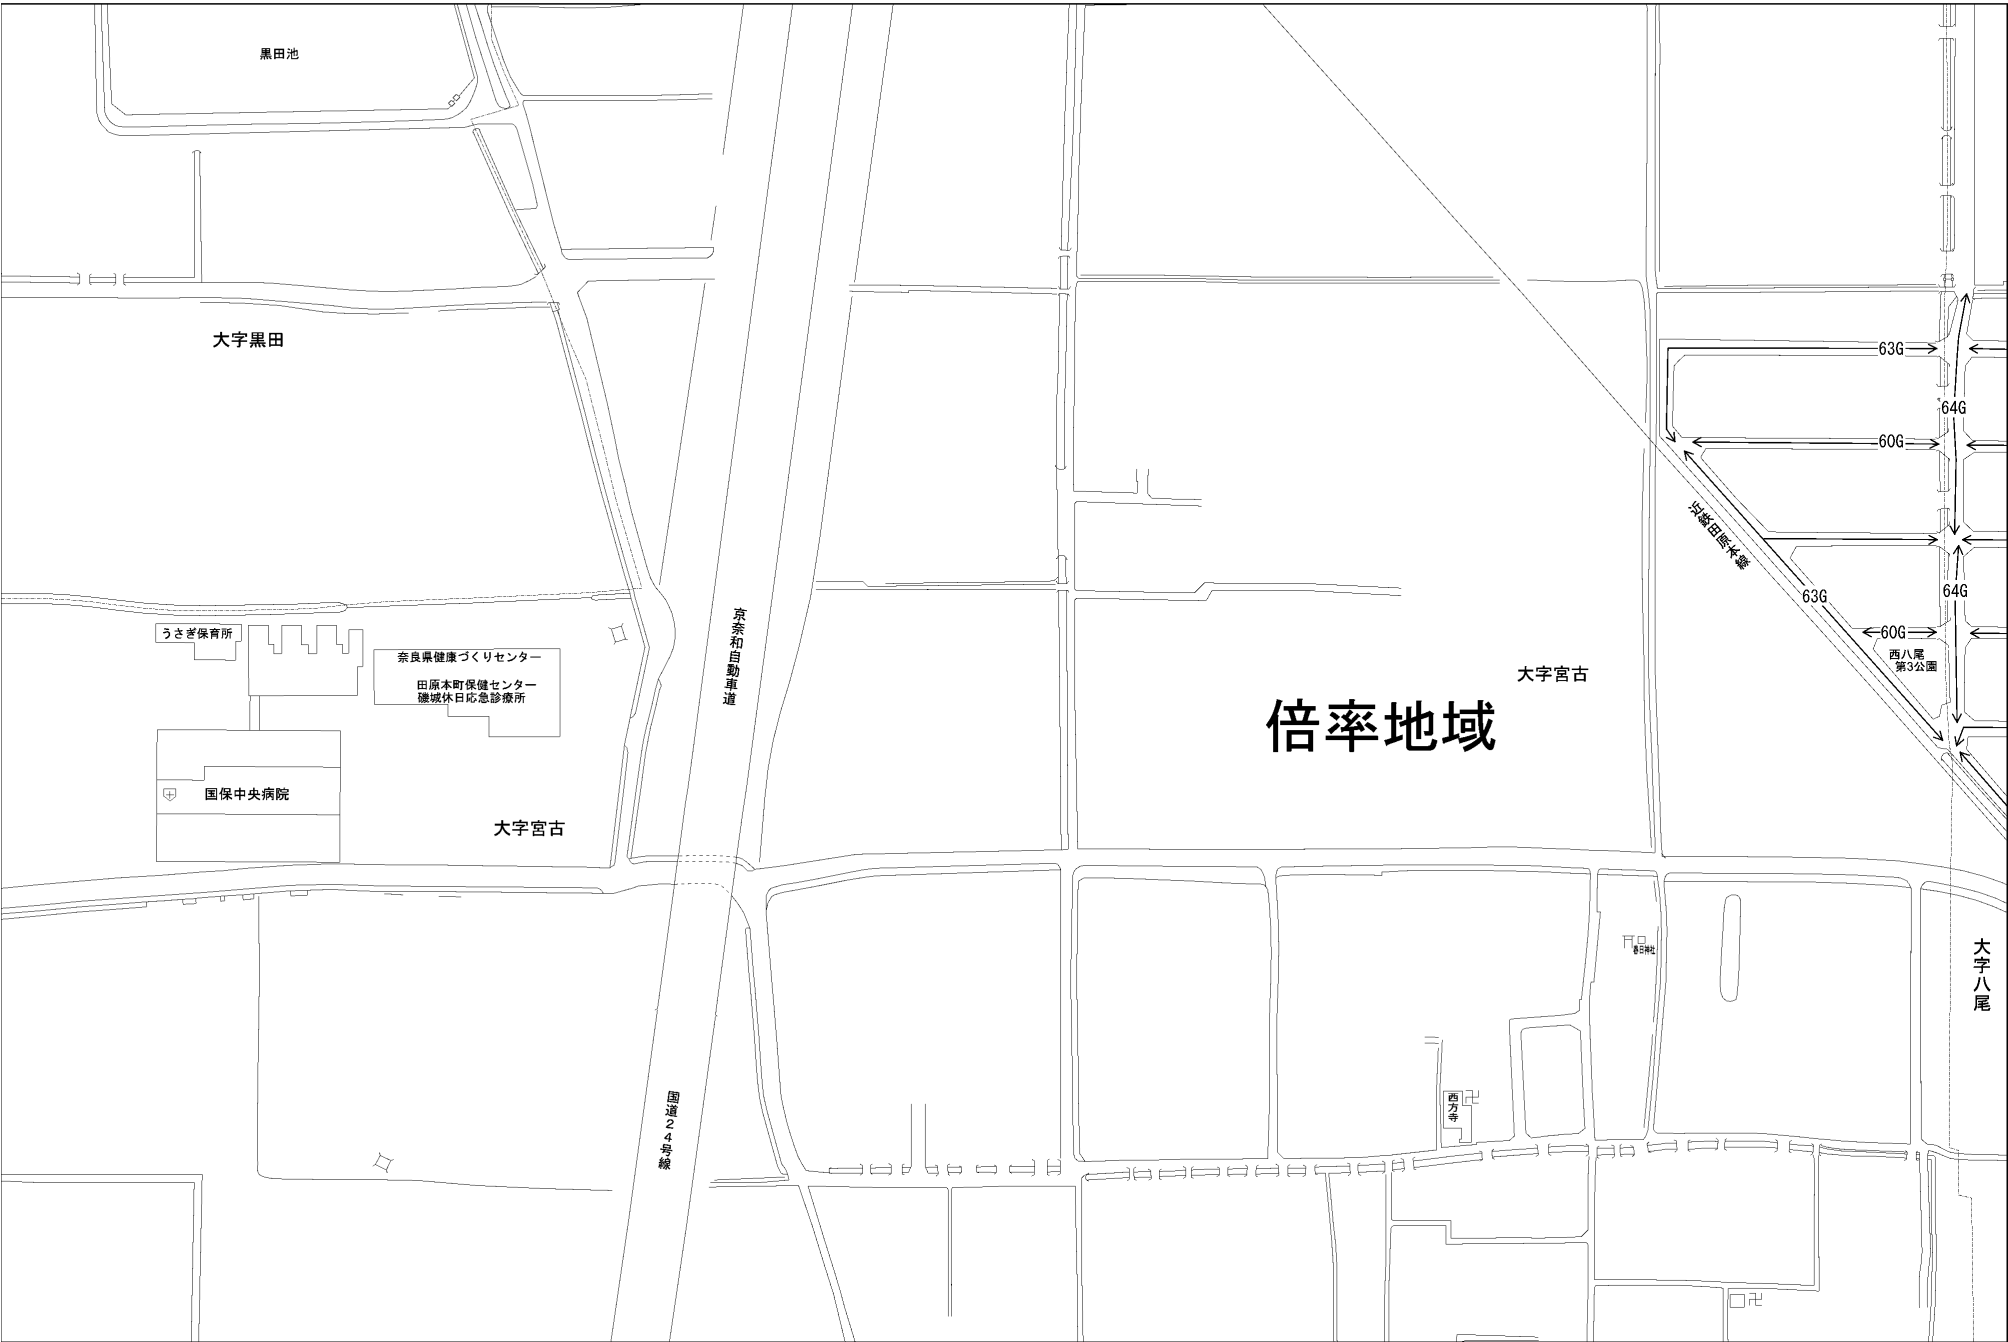 黒田池
大字黒田
63G
64G
60G
近鉄田原本線
63G
64G
60G
西八尾
第3公園
うさぎ保育所
奈良県健康づくりセンター
田原本町保健センター
磯城休日応急診療所
京奈和自動車道
大字宮古
倍率地域
国保中央病院
大字宮古
春日神社
大字八尾
西方寺
国道24号線